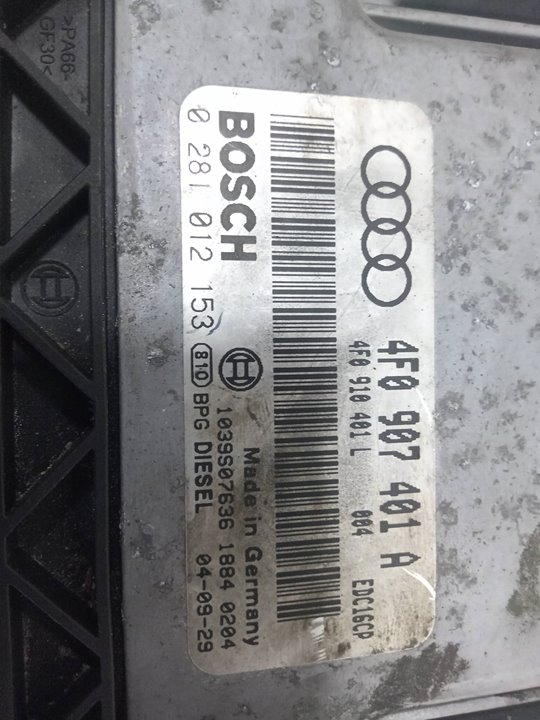 >PA66-
GF30<
4F0 907 401 A
4F0 910 401 L 004 EDC16CP
Made in Germany
BOSCH 1039S07636 1884 0204
0 281 012 153 810 BPG DIESEL 04-09-29